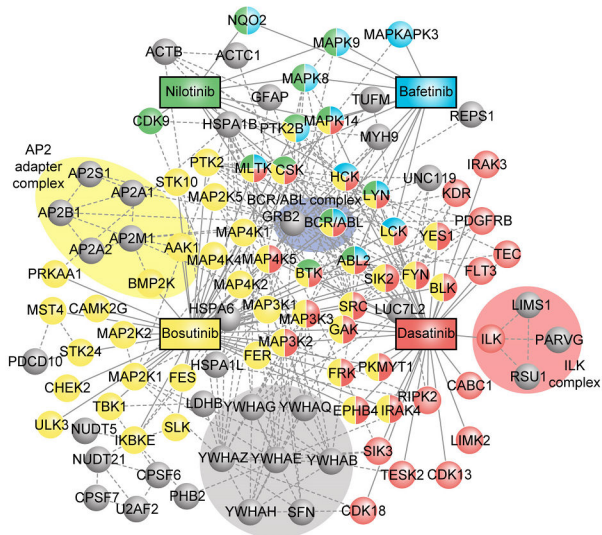 NQO2
MAPK9
MAPKAPK3
ACTB
ACTC1
MAPK8
Nilotinib
Bafetinib
GFAP
TUFM
CDK9
HSPA1B
MAPK14
REPS1
PTK2B
MYH9
AP2
adapter
complex
PTK2
MLTK
CSK
HCK
UNC119
IRAK3
AP2S1
STK10
KDR
AP2A1
MAP2K5
BCR/ABL complex
LYN
AP2B1
GRB2
BCR/ABL
PDGFRB
AP2M1
MAP4K1
LCK
YES1
AP2A2
AAK1
TEC
MAP4K4
MAP4K5
ABL2
PRKAA1
BTK
SIK2
FYN
FLT3
BMP2K
MAP4K2
BLK
MST4
CAMK2G
HSPA6
MAP3K1
SRC
LUC7L2
LIMS1
MAP3K3
MAP2K2
Bosutinib
GAK
Dasatinib
ILK
PARVG
MAP3K2
STK24
PDCD10
FER
RSU1
ILK
complex
HSPA1L
CHEK2
MAP2K1
FES
FRK
PKMYT1
CABC1
TBK1
LDHB
YWHAG
YWHAQ
RIPK2
EPHB4
IRAK4
ULK3
SLK
NUDT5
IKBKE
LIMK2
NUDT21
YWHAZ
YWHAE
YWHAB
SIK3
CPSF6
TESK2
CDK13
CPSF7
PHB2
U2AF2
YWHAH
SFN
CDK18